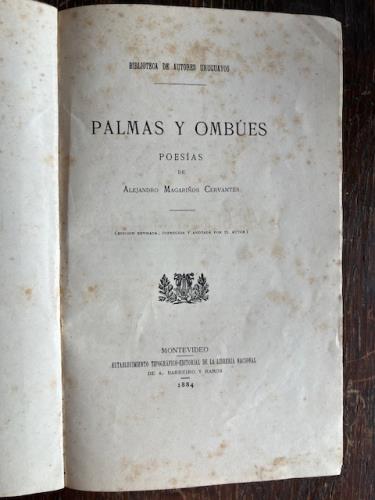 BIBLIOTECA DE AUTORES URUGUAYOS
PALMAS Y OMBÚES
POESÍAS
DE
ALEJANDRO MAGARIÑOS CERVANTES
(EDICION REVISADA, CORREGIDA Y ANOTADA POR EL AUTOR)
MONTEVIDEO
ESTABLECIMIENTO TIPOGRÁFICO-EDITORIAL DE LA LIBRERÍA NACIONAL
DE A. BARREIRO Y RAMOS
1884